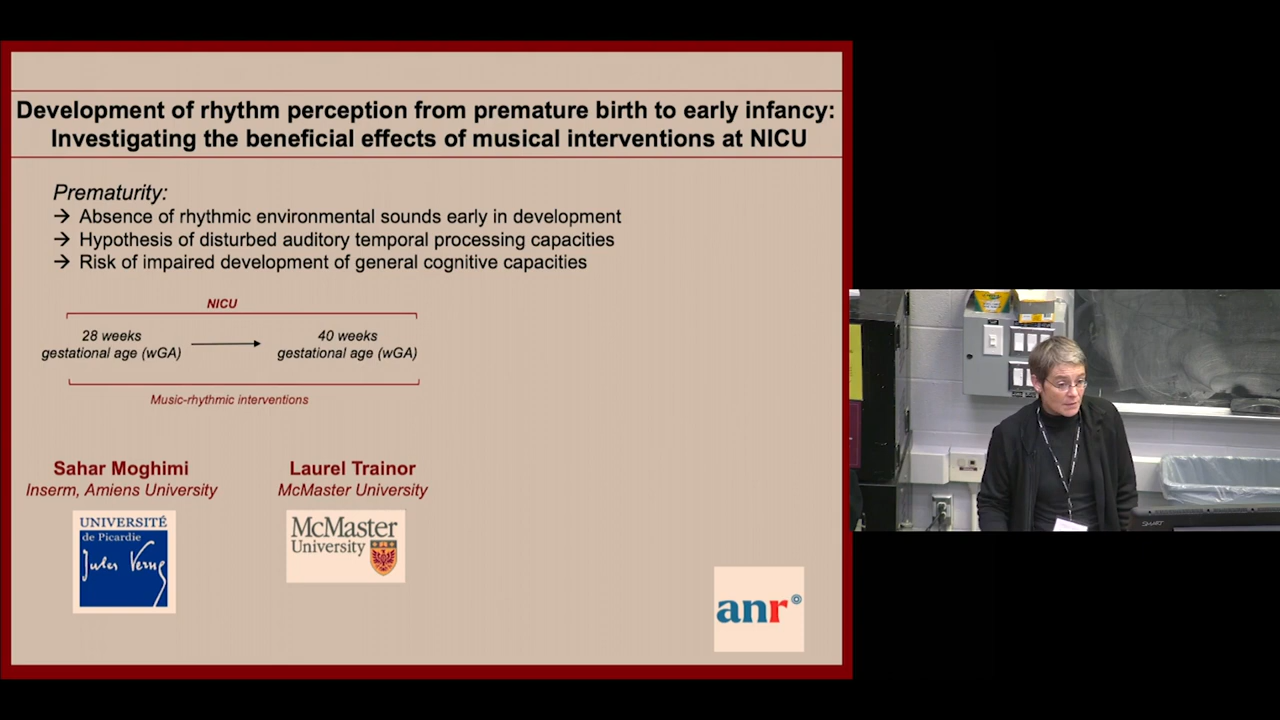 Development of rhythm perception from premature birth to early infancy:
Investigating the beneficial effects of musical interventions at NICU
Prematurity:
→ Absence of rhythmic environmental sounds early in development
→ Hypothesis of disturbed auditory temporal processing capacities
→ Risk of impaired development of general cognitive capacities
NICU
28 weeks
gestational age (wGA)
40 weeks
gestational age (wGA)
Music-rhythmic interventions
Sahar Moghimi
Inserm, Amiens University
Laurel Trainor
McMaster University
UNIVERSITÉ
de Picardie
Jules Verne
McMaster
University
anr
SMART